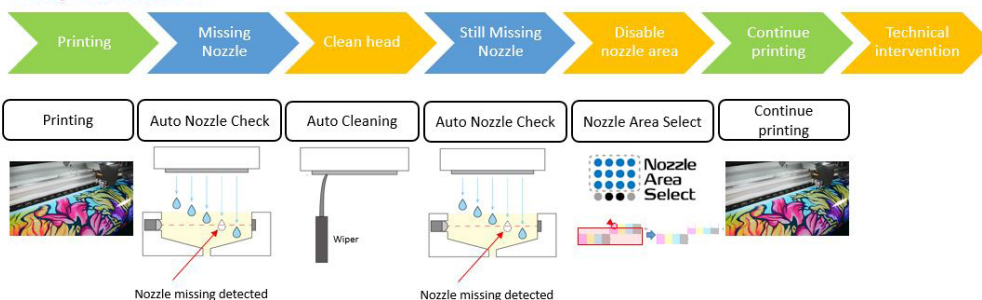 Printing
Missing
Nozzle
Clean head
Still Missing
Nozzle
Disable
nozzle area
Continue
printing
Technical
intervention
Printing
Auto Nozzle Check
Auto Cleaning
Auto Nozzle Check
Nozzle Area Select
Continue
printing
Wiper
Nozzle
Area
Select
Nozzle missing detected
Nozzle missing detected